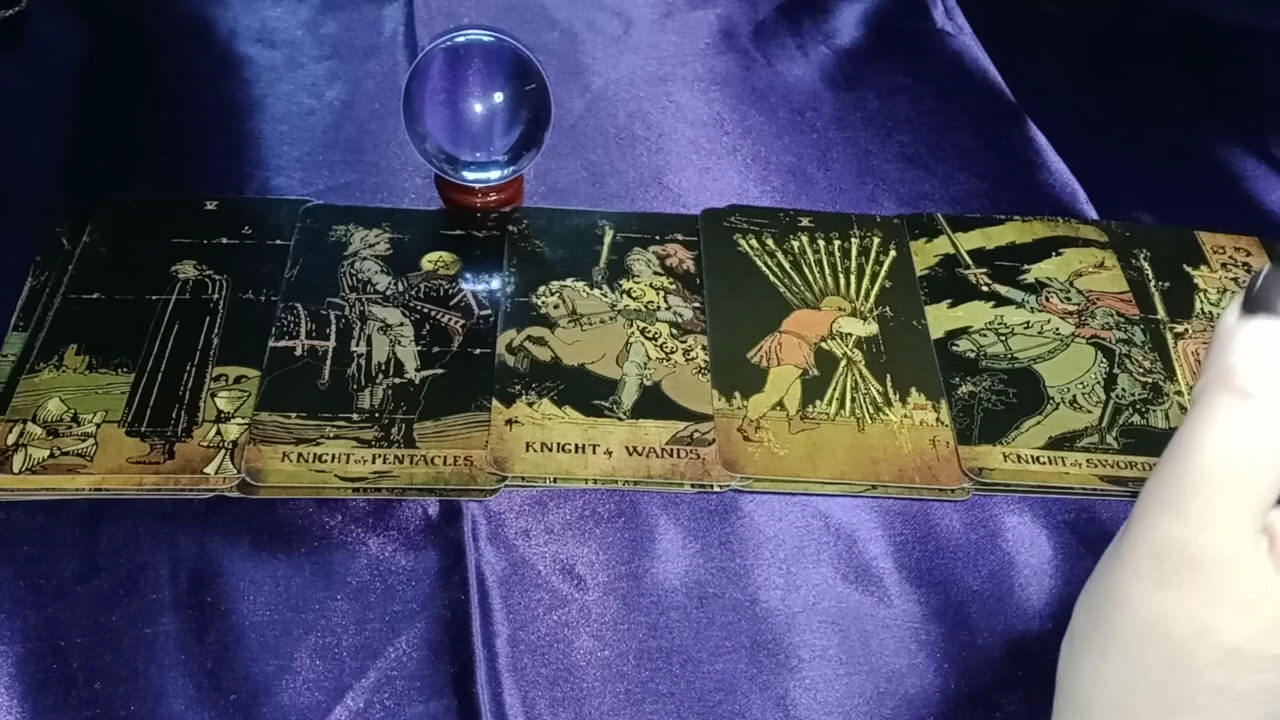 V
KNIGHT of PENTACLES
KNIGHT of WANDS.
X
KNIGHT of SWORDS